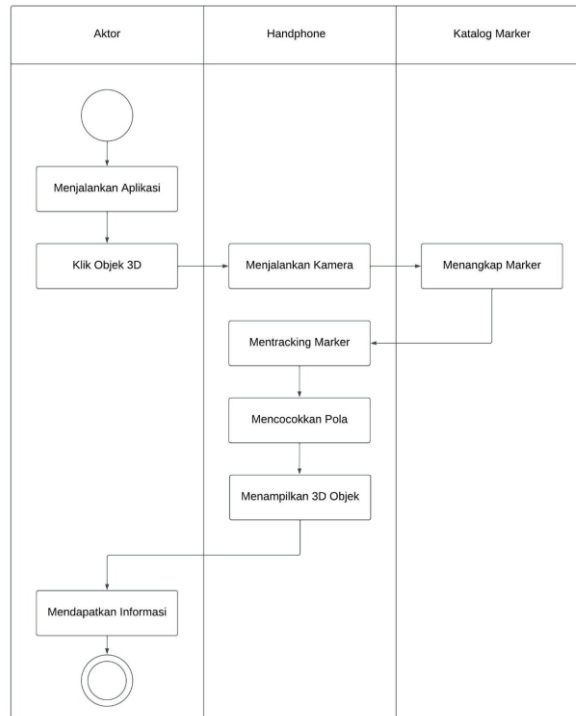 Aktor
Handphone
Katalog Marker
Menjalankan Aplikasi
Klik Objek 3D
Menjalankan Kamera
Menangkap Marker
Mentracking Marker
Mencocokkan Pola
Menampilkan 3D Objek
Mendapatkan Informasi